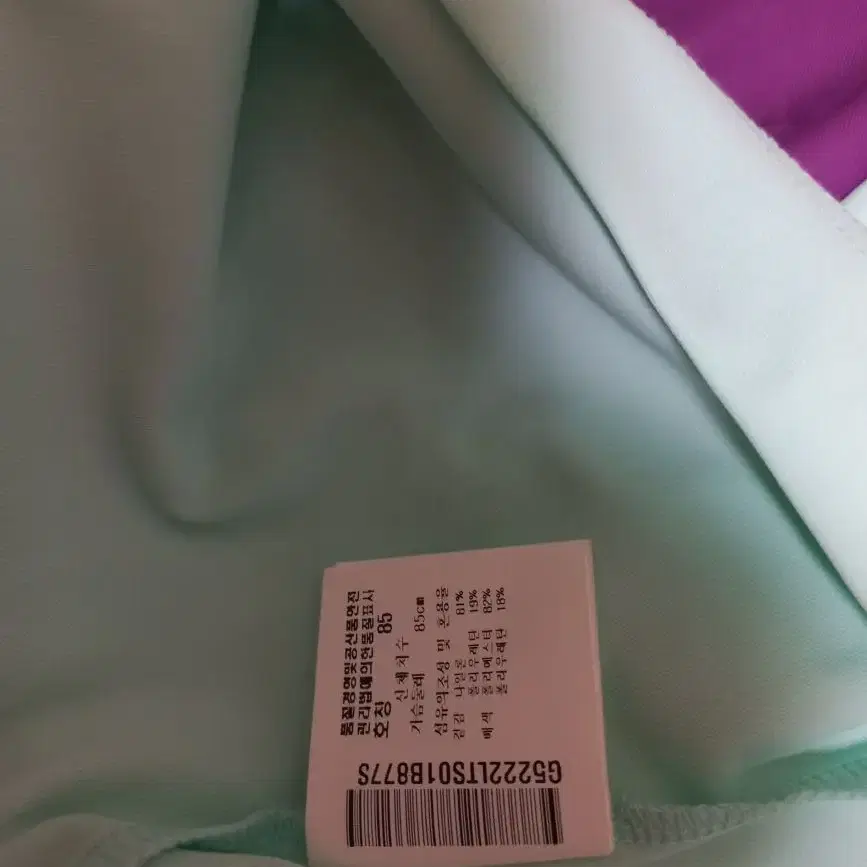 품질경영및공산품안전
관리법에의한품질표시
호칭 85
신체치수
가슴둘레 85cm
섬유의조성 및 혼용율
겉감 나일론 81%
폴리우레탄 19%
배색 폴리에스터 82%
폴리우레탄 18%
G5222LTS01B877S